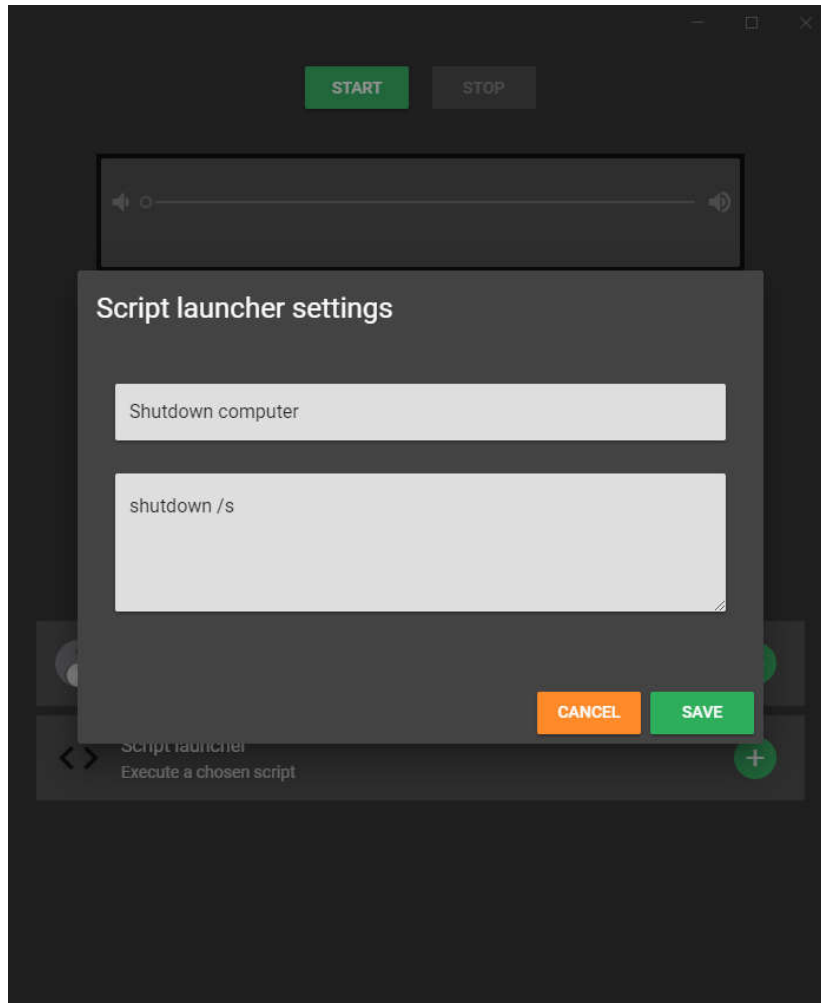 START
STOP
Script launcher settings
Shutdown computer
shutdown /s
CANCEL
SAVE
Script launcher
Execute a chosen script